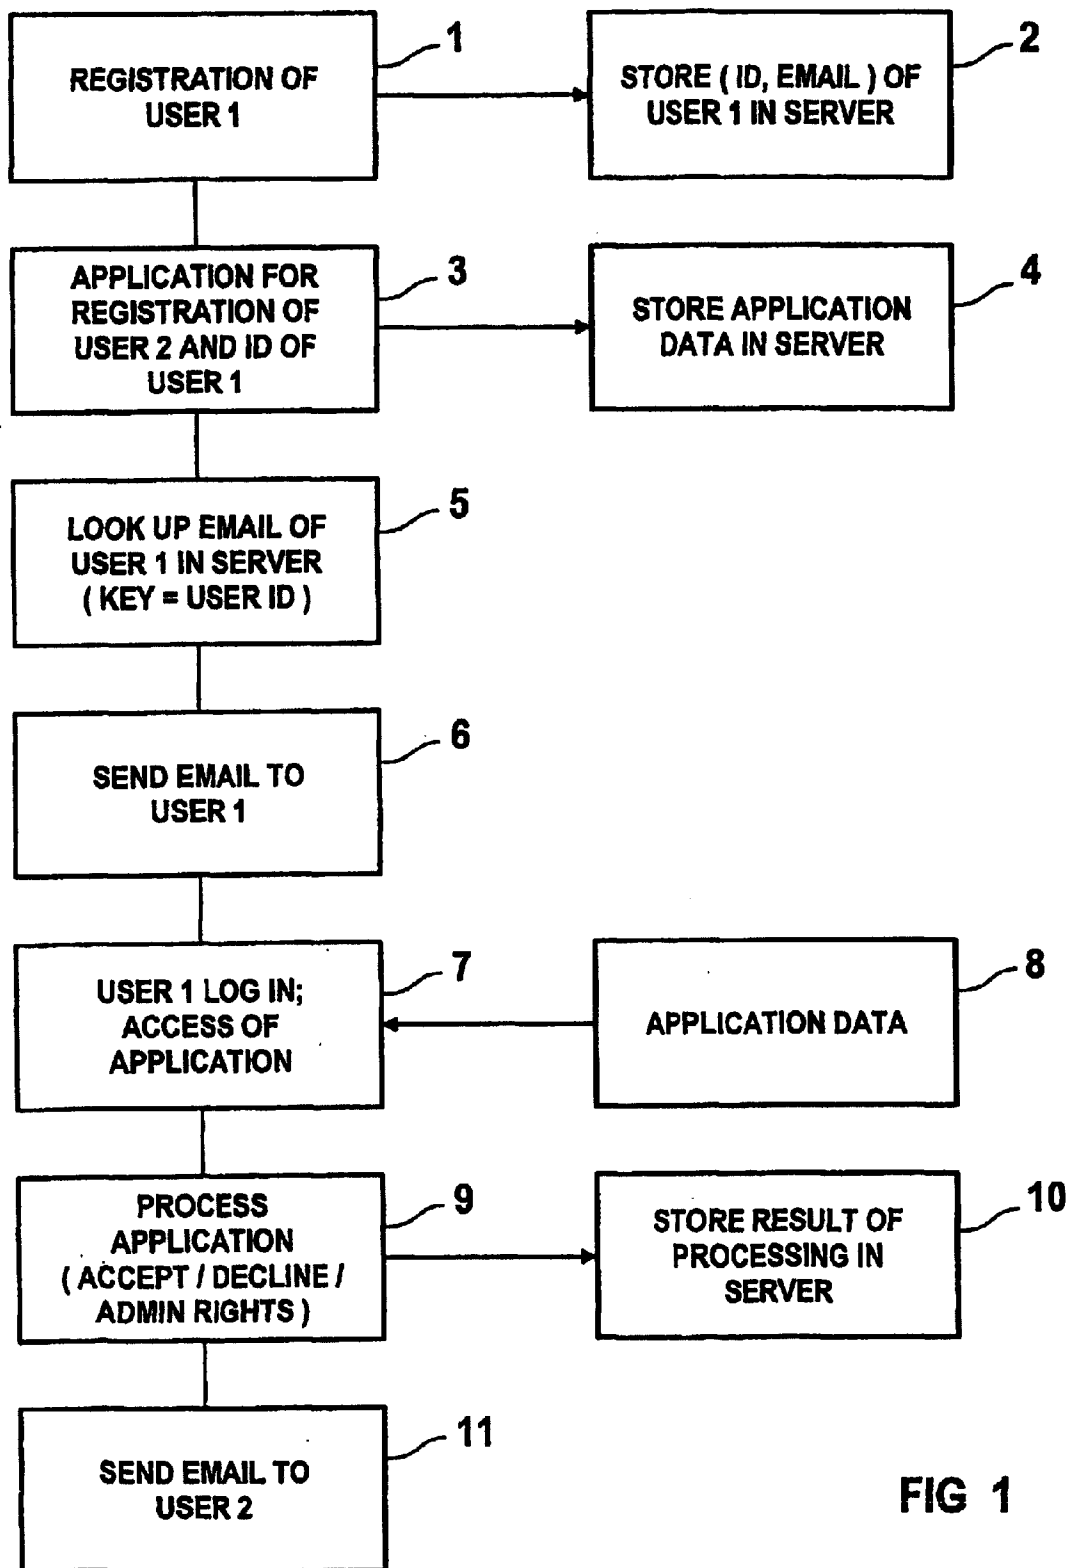 REGISTRATION OF
USER 1
1
STORE ( ID, EMAIL ) OF
USER 1 IN SERVER
2
APPLICATION FOR
REGISTRATION OF
USER 2 AND ID OF
USER 1
3
STORE APPLICATION
DATA IN SERVER
4
LOOK UP EMAIL OF
USER 1 IN SERVER
( KEY = USER ID )
5
SEND EMAIL TO
USER 1
6
USER 1 LOG IN;
ACCESS OF
APPLICATION
7
APPLICATION DATA
8
PROCESS
APPLICATION
( ACCEPT / DECLINE /
ADMIN RIGHTS )
9
STORE RESULT OF
PROCESSING IN
SERVER
10
SEND EMAIL TO
USER 2
11
FIG 1